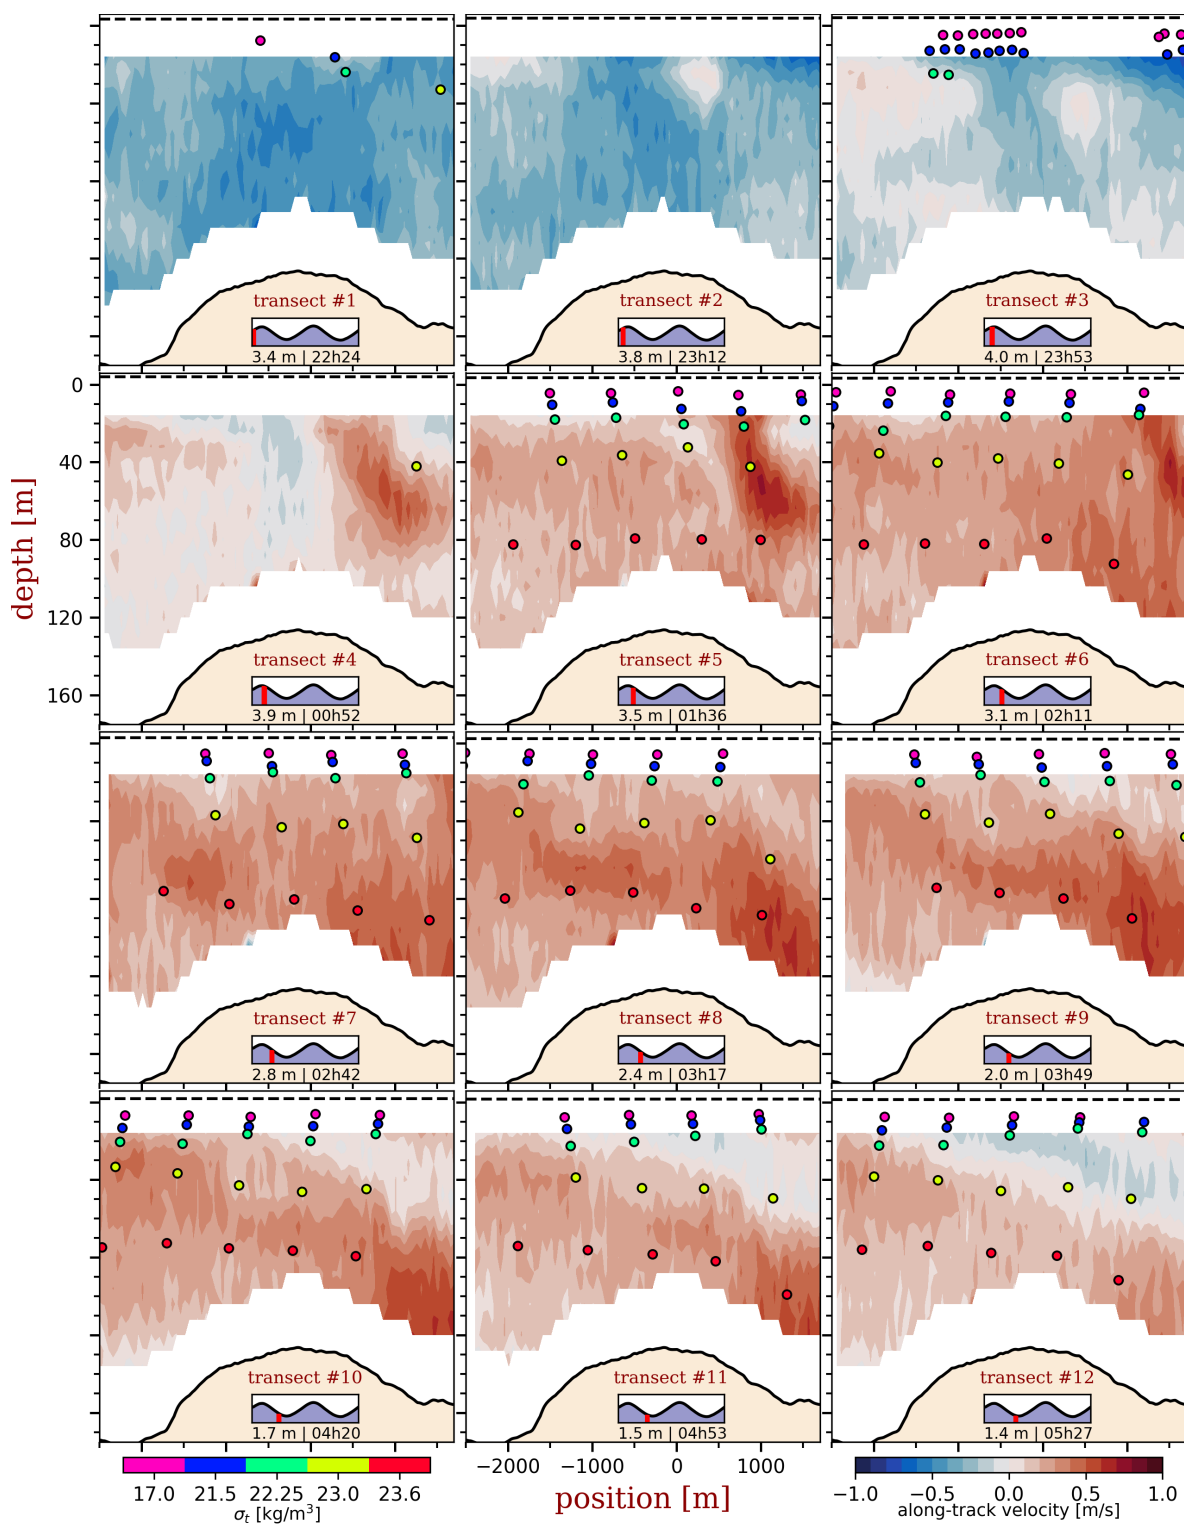 transect #1
3.4 m | 22h24
transect #2
3.8 m | 23h12
transect #3
4.0 m | 23h53
depth [m]
0
40
80
120
160
transect #4
3.9 m | 00h52
transect #5
3.5 m | 01h36
transect #6
3.1 m | 02h11
transect #7
2.8 m | 02h42
transect #8
2.4 m | 03h17
transect #9
2.0 m | 03h49
transect #10
1.7 m | 04h20
transect #11
1.5 m | 04h53
transect #12
1.4 m | 05h27
−2000 −1000 0 1000
position [m]
17.0 21.5 22.25 23.0 23.6
σt [kg/m³]
−1.0 −0.5 0.0 0.5 1.0
along-track velocity [m/s]